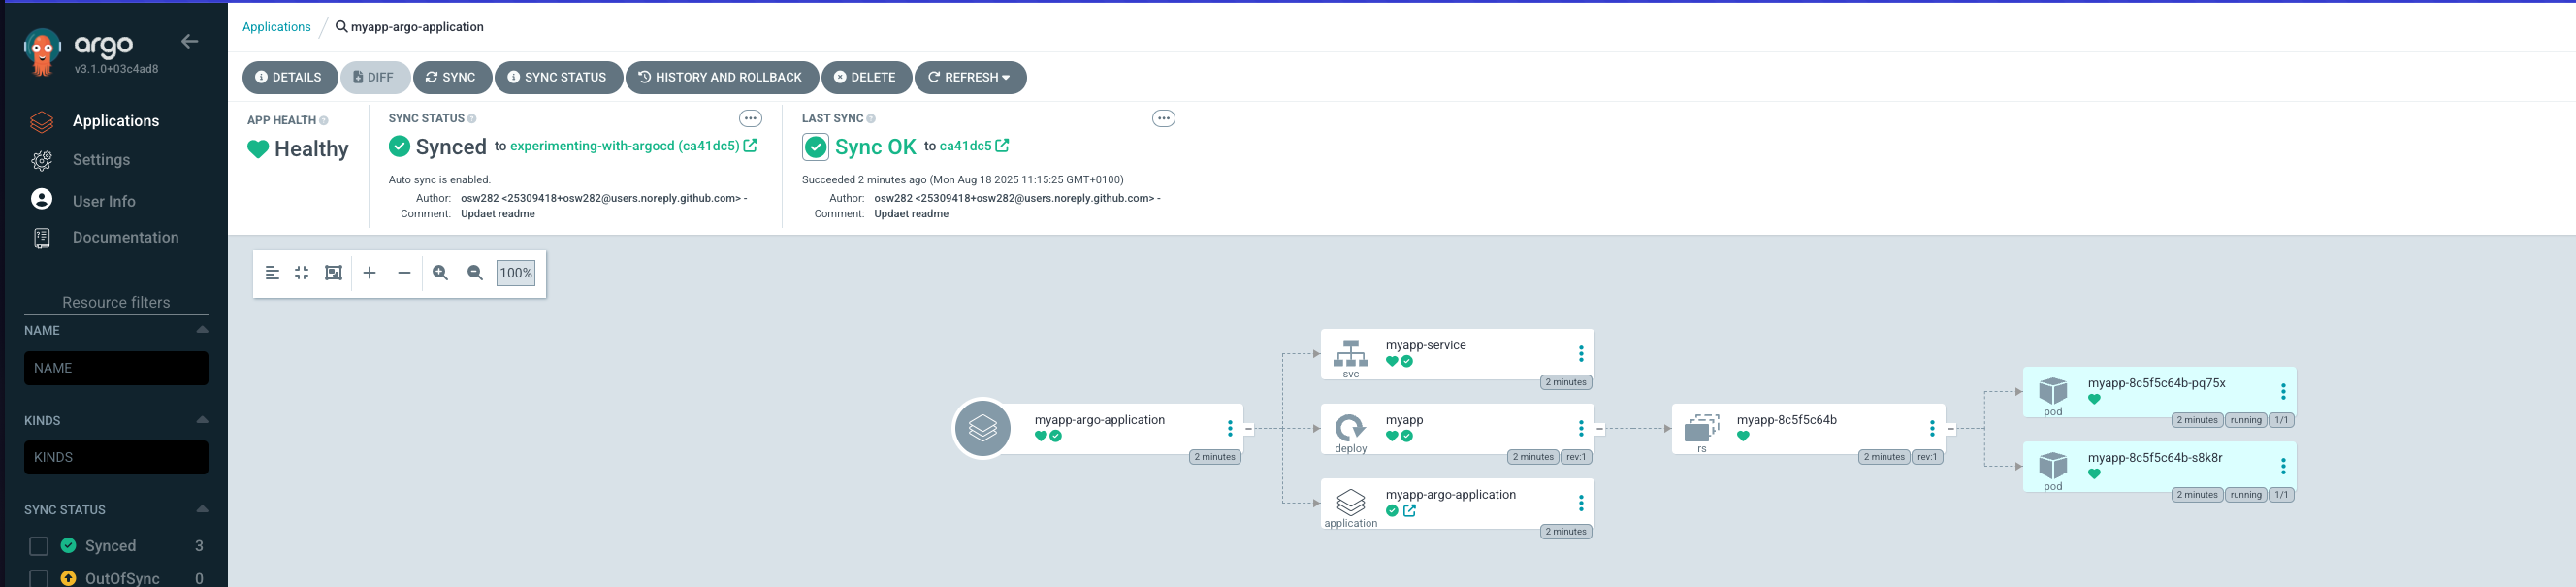 argo
v3.1.0+03c4ad8
Applications
Settings
User Info
Documentation
Resource filters
NAME
NAME
KINDS
KINDS
SYNC STATUS
Synced 3
OutOfSync 0
Applications / myapp-argo-application
DETAILS DIFF SYNC SYNC STATUS HISTORY AND ROLLBACK DELETE REFRESH
APP HEALTH
Healthy
SYNC STATUS
Synced to experimenting-with-argocd (ca41dc5)
Auto sync is enabled.
Author: osw282 <25309418+osw282@users.noreply.github.com> -
Comment: Updaet readme
LAST SYNC
Sync OK to ca41dc5
Succeeded 2 minutes ago (Mon Aug 18 2025 11:15:25 GMT+0100)
Author: osw282 <25309418+osw282@users.noreply.github.com> -
Comment: Updaet readme
100%
myapp-argo-application
2 minutes
myapp-service
svc
2 minutes
myapp
deploy
2 minutes rev:1
myapp-argo-application
application
2 minutes
myapp-8c5f5c64b
rs
2 minutes rev:1
myapp-8c5f5c64b-pq75x
pod
2 minutes running 1/1
myapp-8c5f5c64b-s8k8r
pod
2 minutes running 1/1